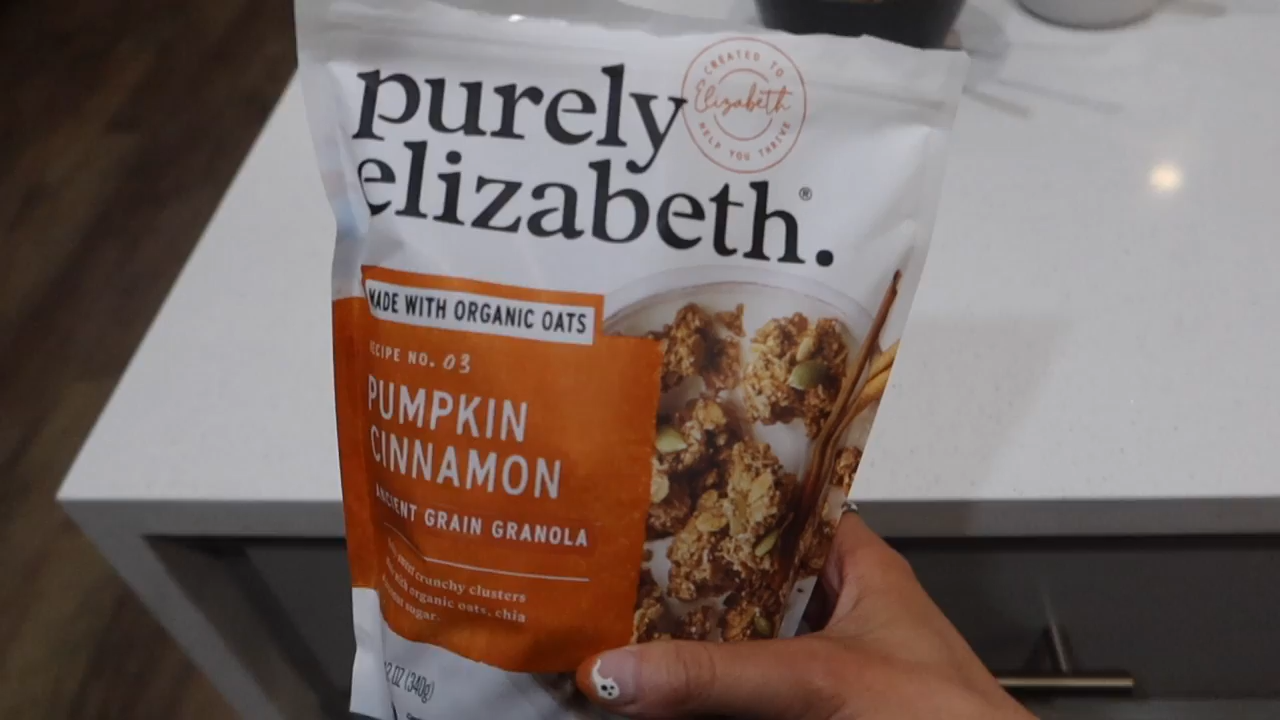 purely
elizabeth.®
CREATED TO
Elizabeth
HELP YOU THRIVE
MADE WITH ORGANIC OATS
RECIPE NO. 03
PUMPKIN
CINNAMON
ANCIENT GRAIN GRANOLA
crunchy clusters
with organic oats, chia
sugar.
2 OZ (340g)